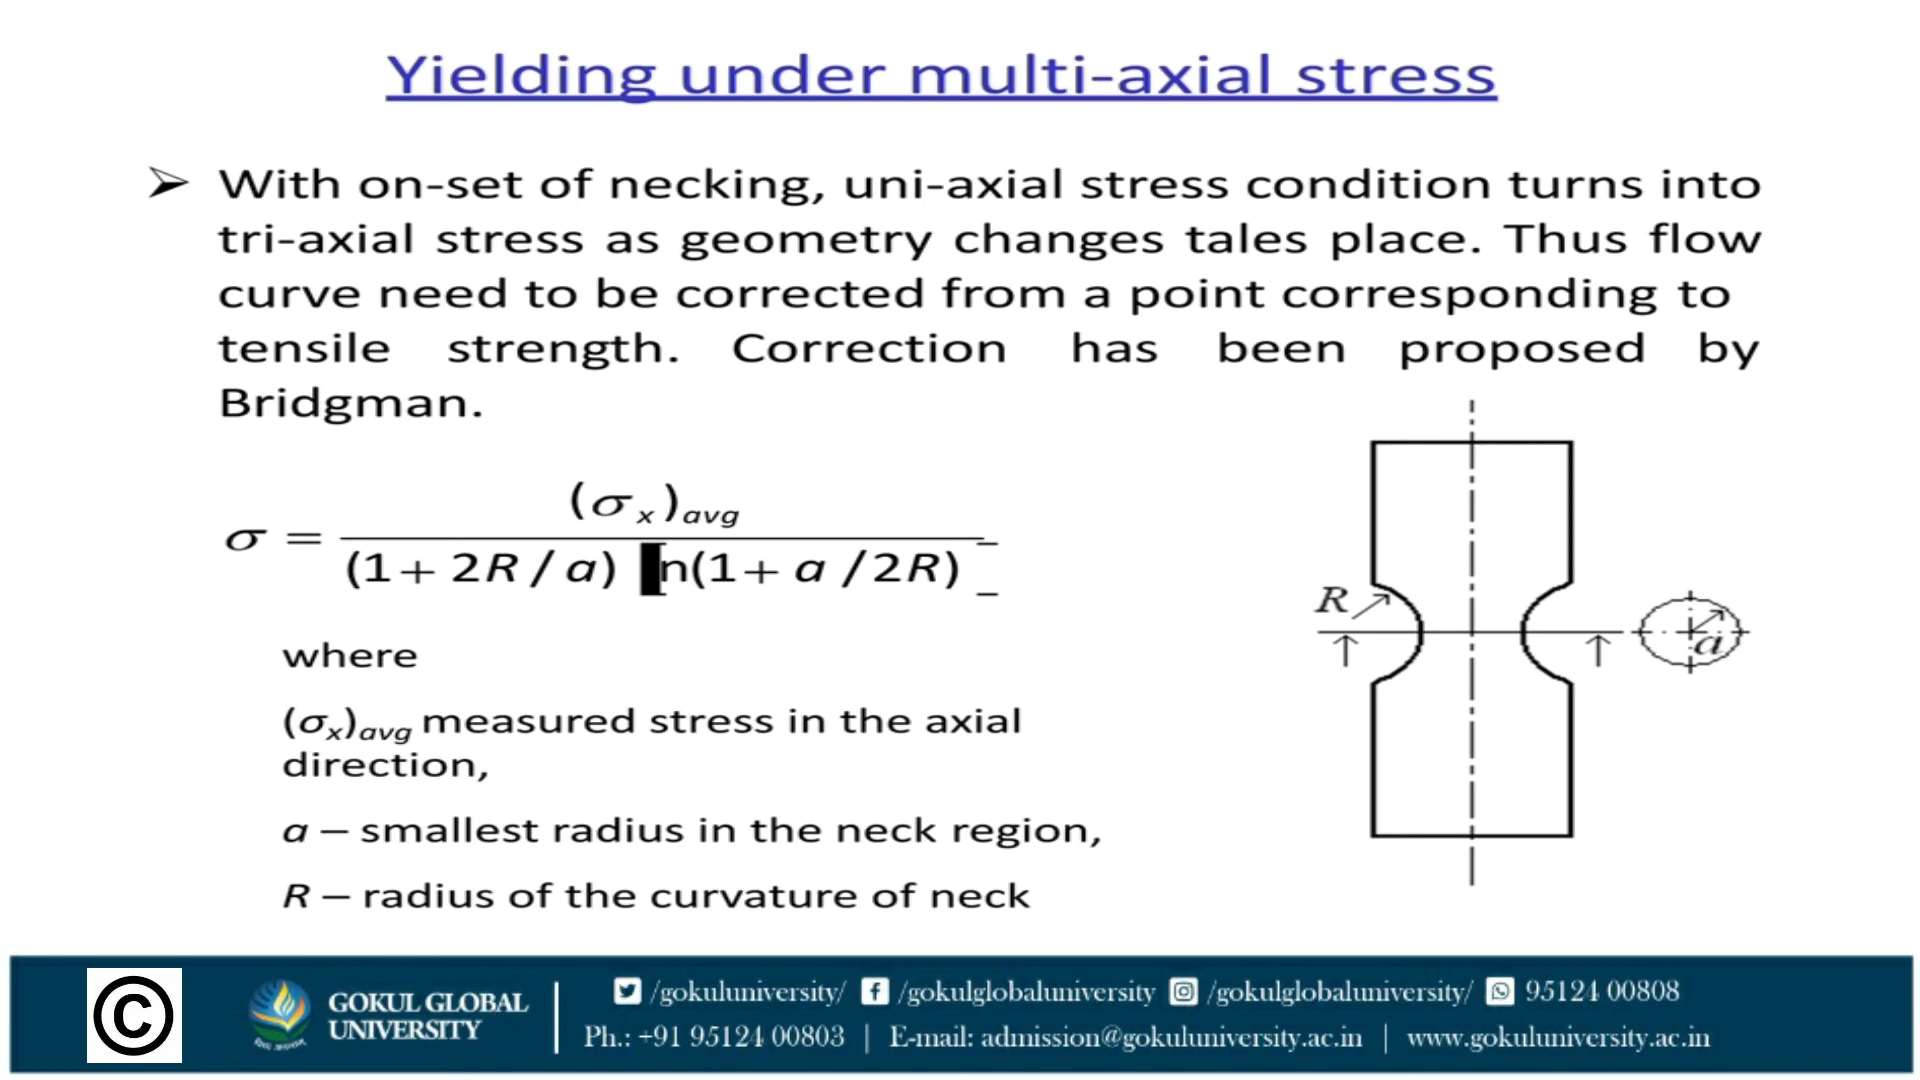 Yielding under multi-axial stress
➢ With on-set of necking, uni-axial stress condition turns into
tri-axial stress as geometry changes tales place. Thus flow
curve need to be corrected from a point corresponding to
tensile strength. Correction has been proposed by
Bridgman.
σ = (σx)avg
(1 + 2R / a) [n(1 + a / 2R)
R
a
where
(σx)avg measured stress in the axial
direction,
a – smallest radius in the neck region,
R – radius of the curvature of neck
©
GOKUL GLOBAL
UNIVERSITY
/gokuluniversity/ /gokulglobaluniversity /gokulglobaluniversity/ 95124 00808
Ph.: +91 95124 00803 | E-mail: admission@gokuluniversity.ac.in | www.gokuluniversity.ac.in